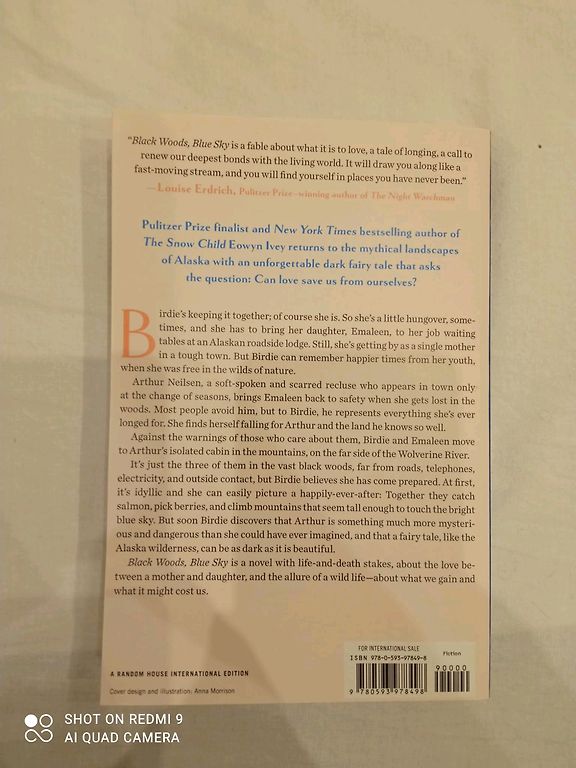 “Black Woods, Blue Sky is a fable about what it is to love, a tale of longing, a call to
renew our deepest bonds with the living world. It will draw you along like a
fast-moving stream, and you will find yourself in places you have never been.”
—Louise Erdrich, Pulitzer Prize–winning author of The Night Watchman
Pulitzer Prize finalist and New York Times bestselling author of
The Snow Child Eowyn Ivey returns to the mythical landscapes
of Alaska with an unforgettable dark fairy tale that asks
the question: Can love save us from ourselves?
Birdie’s keeping it together; of course she is. So she’s a little hungover, some-
times, and she has to bring her daughter, Emaleen, to her job waiting
tables at an Alaskan roadside lodge. Still, she’s getting by as a single mother
in a tough town. But Birdie can remember happier times from her youth,
when she was free in the wilds of nature.
Arthur Neilsen, a soft-spoken and scarred recluse who appears in town only
at the change of seasons, brings Emaleen back to safety when she gets lost in the
woods. Most people avoid him, but to Birdie, he represents everything she’s ever
longed for. She finds herself falling for Arthur and the land he knows so well.
Against the warnings of those who care about them, Birdie and Emaleen move
to Arthur’s isolated cabin in the mountains, on the far side of the Wolverine River.
It’s just the three of them in the vast black woods, far from roads, telephones,
electricity, and outside contact, but Birdie believes she has come prepared. At first,
it’s idyllic and she can easily picture a happily-ever-after: Together they catch
salmon, pick berries, and climb mountains that seem tall enough to touch the bright
blue sky. But soon Birdie discovers that Arthur is something much more mysteri-
ous and dangerous than she could have ever imagined, and that a fairy tale, like the
Alaska wilderness, can be as dark as it is beautiful.
Black Woods, Blue Sky is a novel with life-and-death stakes, about the love be-
tween a mother and daughter, and the allure of a wild life—about what we gain and
what it might cost us.
FOR INTERNATIONAL SALE
ISBN 978-0-593-97849-8
Fiction
90000
9 780593 978498
A RANDOM HOUSE INTERNATIONAL EDITION
Cover design and illustration: Anna Morrison
SHOT ON REDMI 9
AI QUAD CAMERA